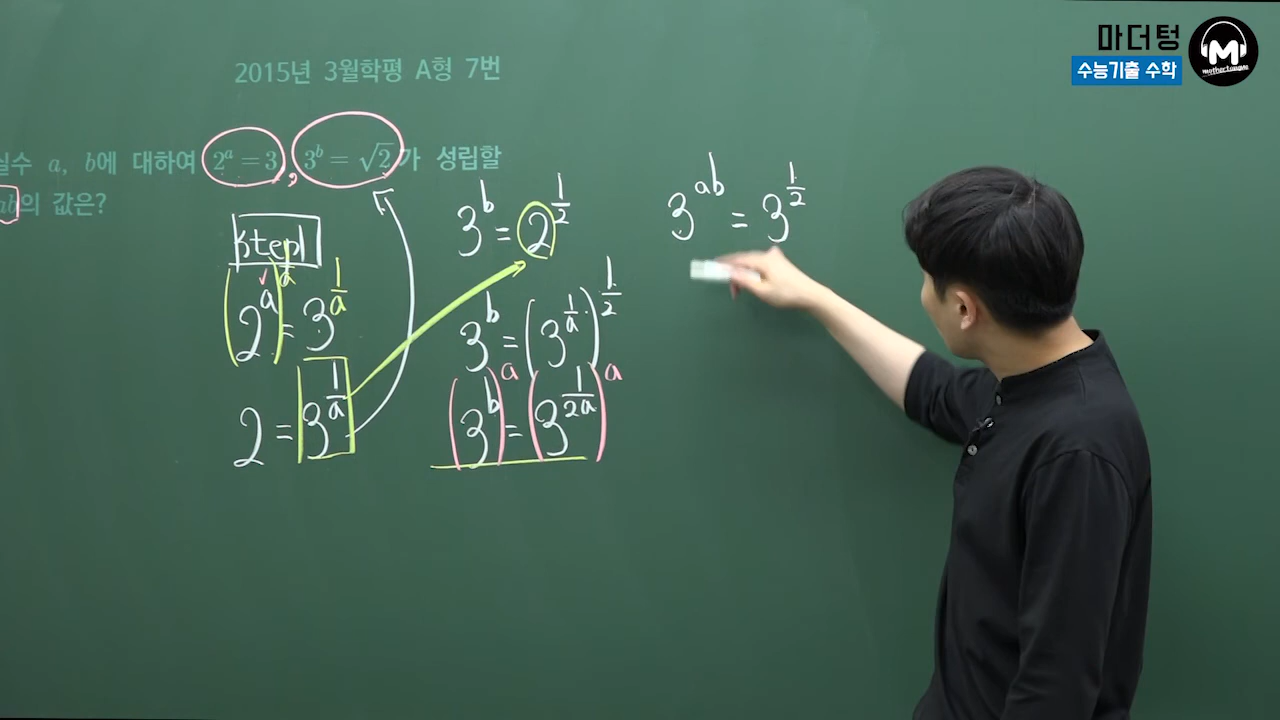 마더텅
수능기출 수학
M
mothertongue
2015년 3월학평 A형 7번
실수 a, b에 대하여 2^a = 3, 3^b = √2 가 성립할
ab의 값은?
step1
(2^a)^{1/a} = 3^{1/a}
2 = 3^{1/a}
3^b = 2^{1/2}
3^b = (3^{1/a})^{1/2}
(3^b)^a = (3^{1/2a})^a
3^{ab} = 3^{1/2}